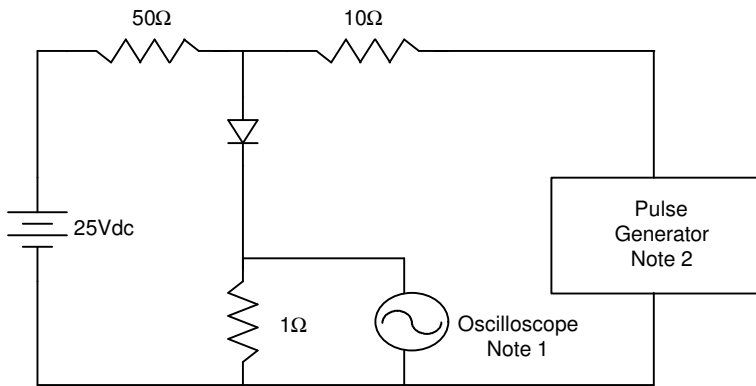 50Ω
10Ω
25Vdc
Pulse
Generator
Note 2
1Ω
Oscilloscope
Note 1